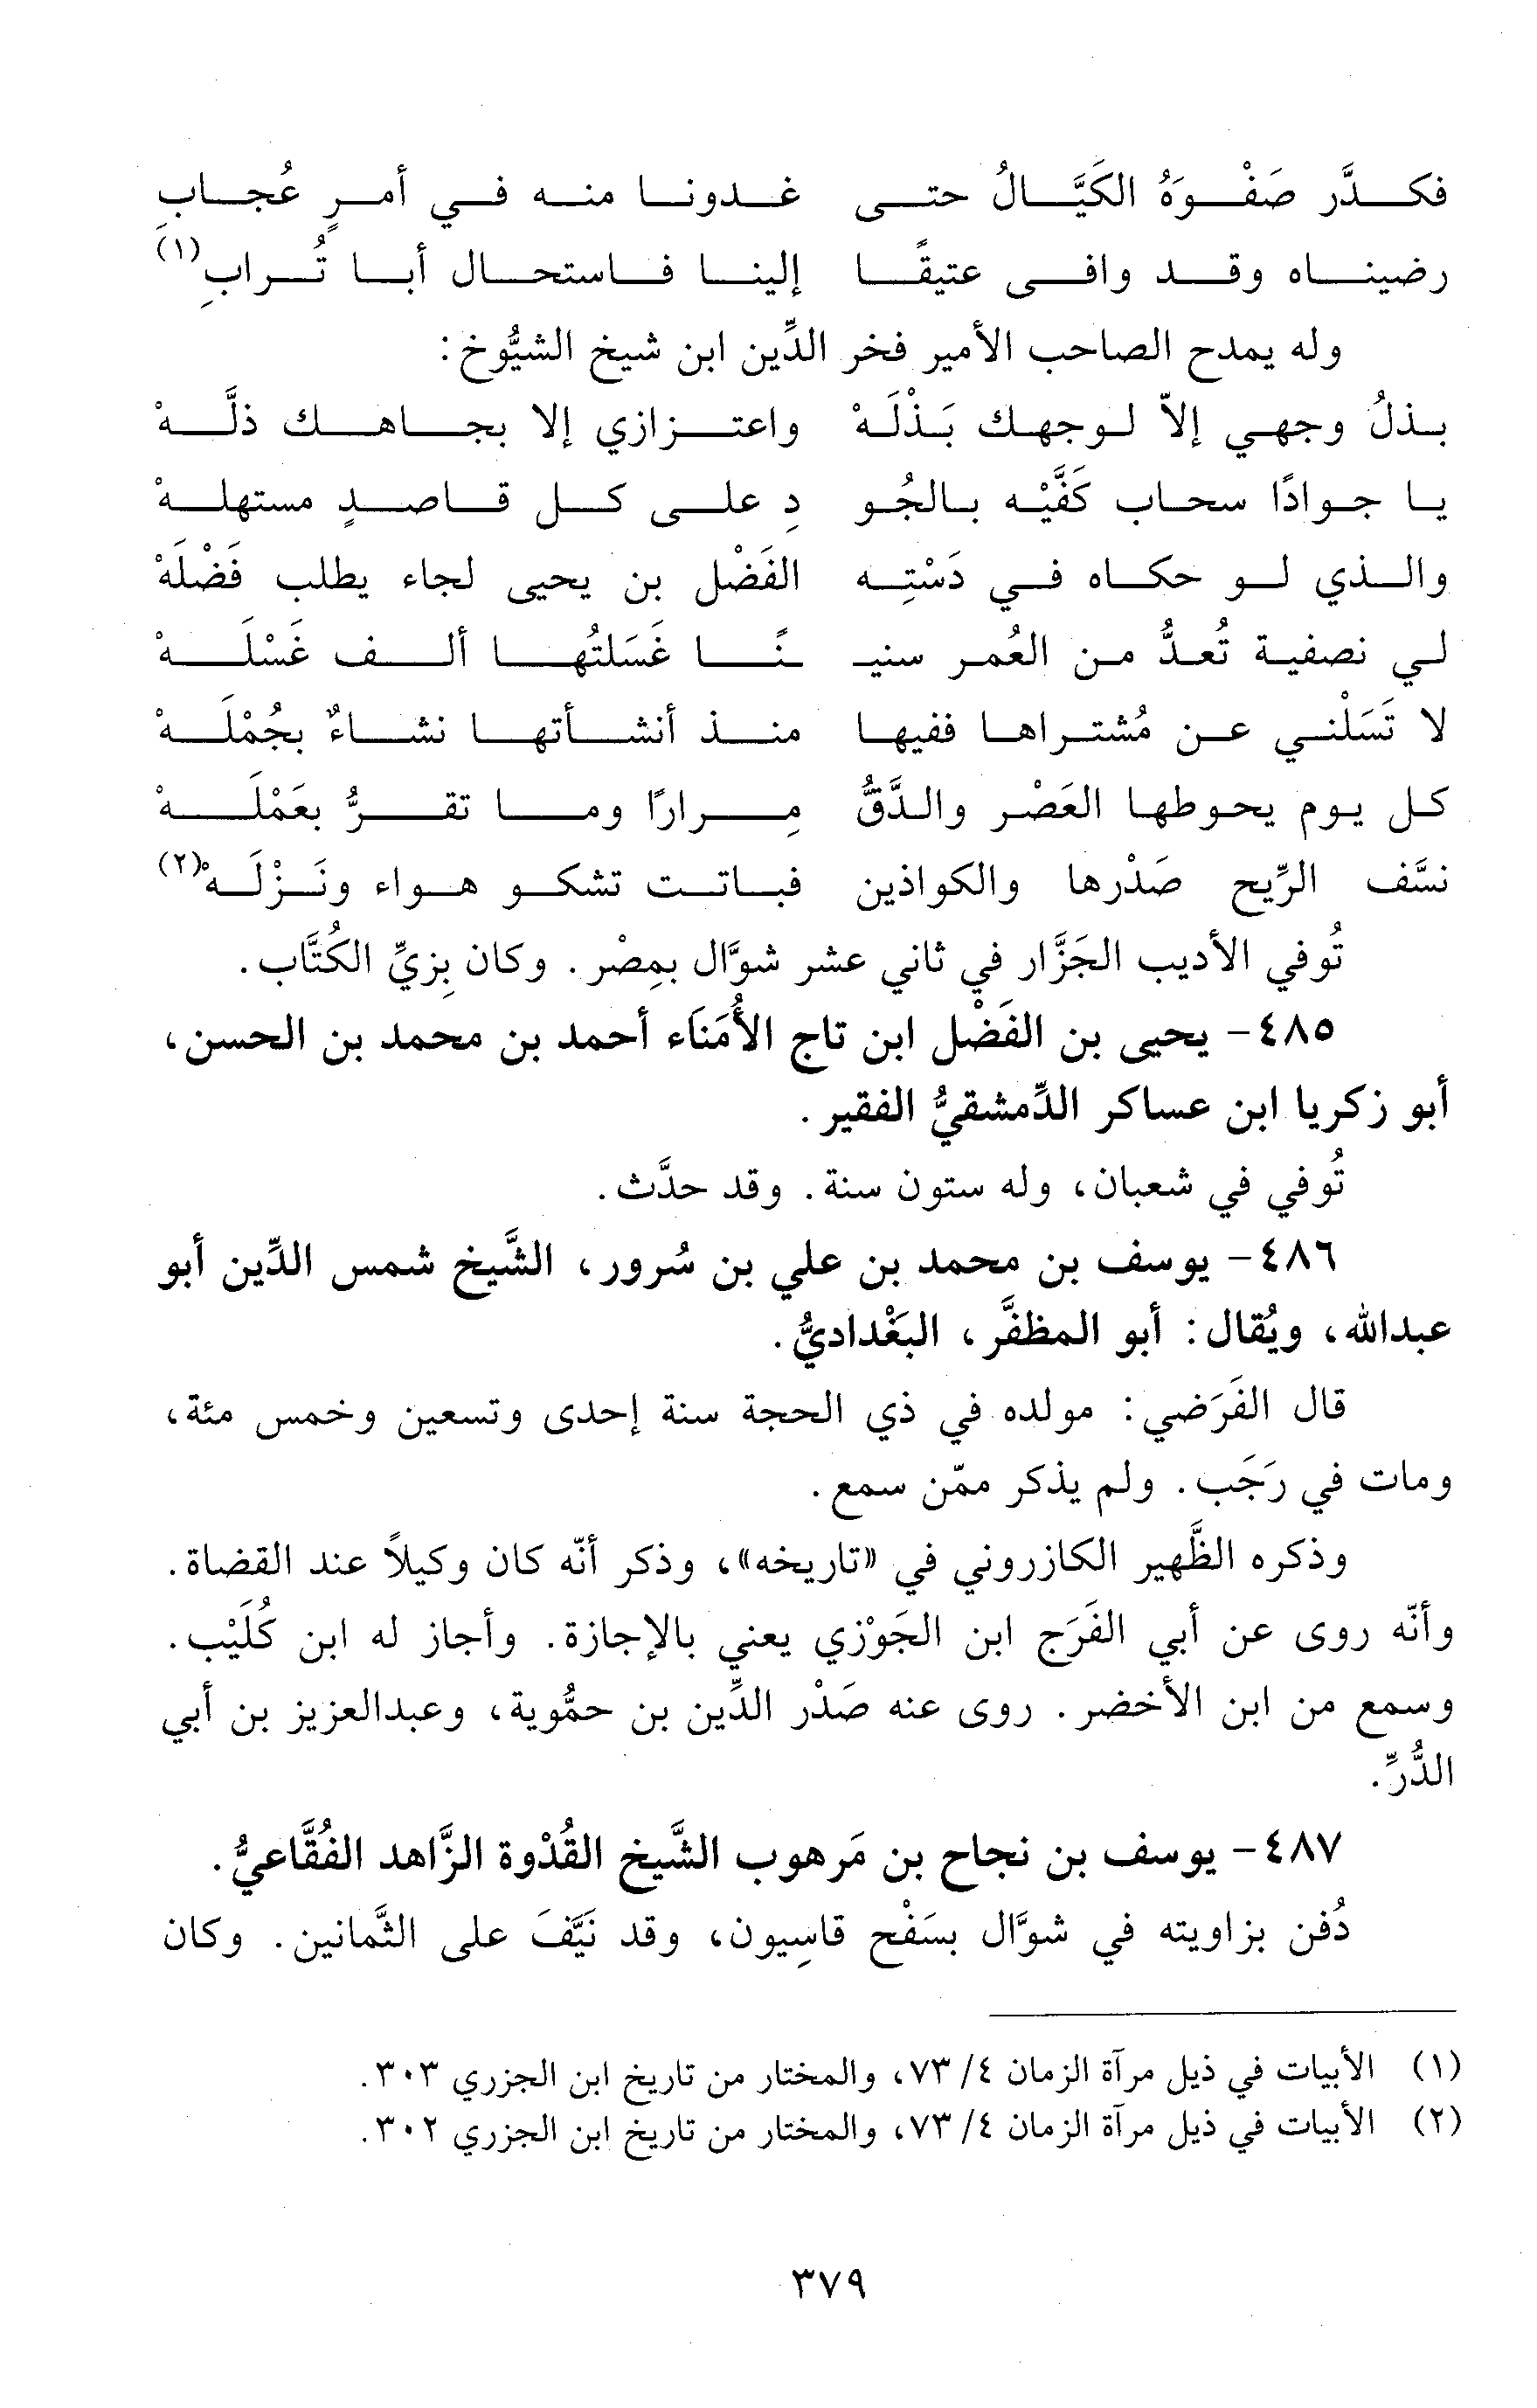 فكدَّر صَفْوَهُ الكَيَّالُ حتى غدونا منه في أمرٍ عُجابِ
رضيناه وقد وافى عتيقًا إلينا فاستحال أبا تُرابِ(١)
وله يمدح الصاحب الأمير فخر الدِّين ابن شيخ الشيُّوخ:
بذلُ وجهي إلاّ لوجهك بَذْلَهْ واعتزازي إلا بجاهك ذلَّهْ
يا جوادًا سحاب كَفَّيْه بالجُو دِ على كل قاصدٍ مستهلهْ
والذي لو حكاه في دَسْتِه الفَضْل بن يحيى لجاء يطلب فَضْلَهْ
لي نصفية تُعدُّ من العُمر سنيـ ـنًا غَسَلتُها ألف غَسْلَهْ
لا تَسَلْني عن مُشتراها ففيها منذ أنشأتها نشاءٌ بجُمْلَهْ
كل يوم يحوطها العَصْر والدَّقُّ مِرارًا وما تقرُّ بعَمْلَهْ
نسَّف الرِّيح صَدْرها والكواذين فباتت تشكو هواء ونَزْلَهْ(٢)
تُوفي الأديب الجَزَّار في ثاني عشر شوَّال بمِصْر. وكان بزيِّ الكُتَّاب.
٤٨٥- يحيى بن الفَضْل ابن تاج الأُمَنَاء أحمد بن محمد بن الحسن،
أبو زكريا ابن عساكر الدِّمشقيُّ الفقير.
تُوفي في شعبان، وله ستون سنة. وقد حدَّث.
٤٨٦- يوسف بن محمد بن علي بن سُرور، الشَّيخ شمس الدِّين أبو
عبدالله، ويُقال: أبو المظفَّر، البَغْداديُّ.
قال الفَرَضي: مولده في ذي الحجة سنة إحدى وتسعين وخمس مئة،
ومات في رَجَب. ولم يذكر ممّن سمع.
وذكره الظَّهير الكازروني في «تاريخه»، وذكر أنّه كان وكيلاً عند القضاة.
وأنّه روى عن أبي الفَرَج ابن الجَوْزي يعني بالإجازة. وأجاز له ابن كُلَيْب.
وسمع من ابن الأخضر. روى عنه صَدْر الدِّين بن حمُّوية، وعبدالعزيز بن أبي
الدُّرِّ.
٤٨٧- يوسف بن نجاح بن مَرهوب الشَّيخ القُدْوة الزَّاهد الفُقَّاعيُّ.
دُفن بزاويته في شوَّال بسَفْح قاسِيون، وقد نَيَّفَ على الثَّمانين. وكان
(١) الأبيات في ذيل مرآة الزمان ٤/ ٧٣، والمختار من تاريخ ابن الجزري ٣٠٣.
(٢) الأبيات في ذيل مرآة الزمان ٤/ ٧٣، والمختار من تاريخ ابن الجزري ٣٠٢.
٣٧٩